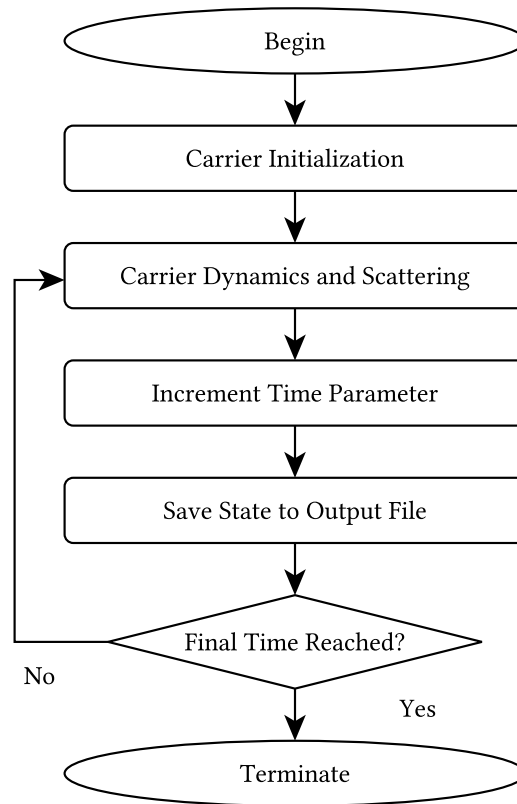 Begin
Carrier Initialization
Carrier Dynamics and Scattering
Increment Time Parameter
Save State to Output File
Final Time Reached?
No
Yes
Terminate